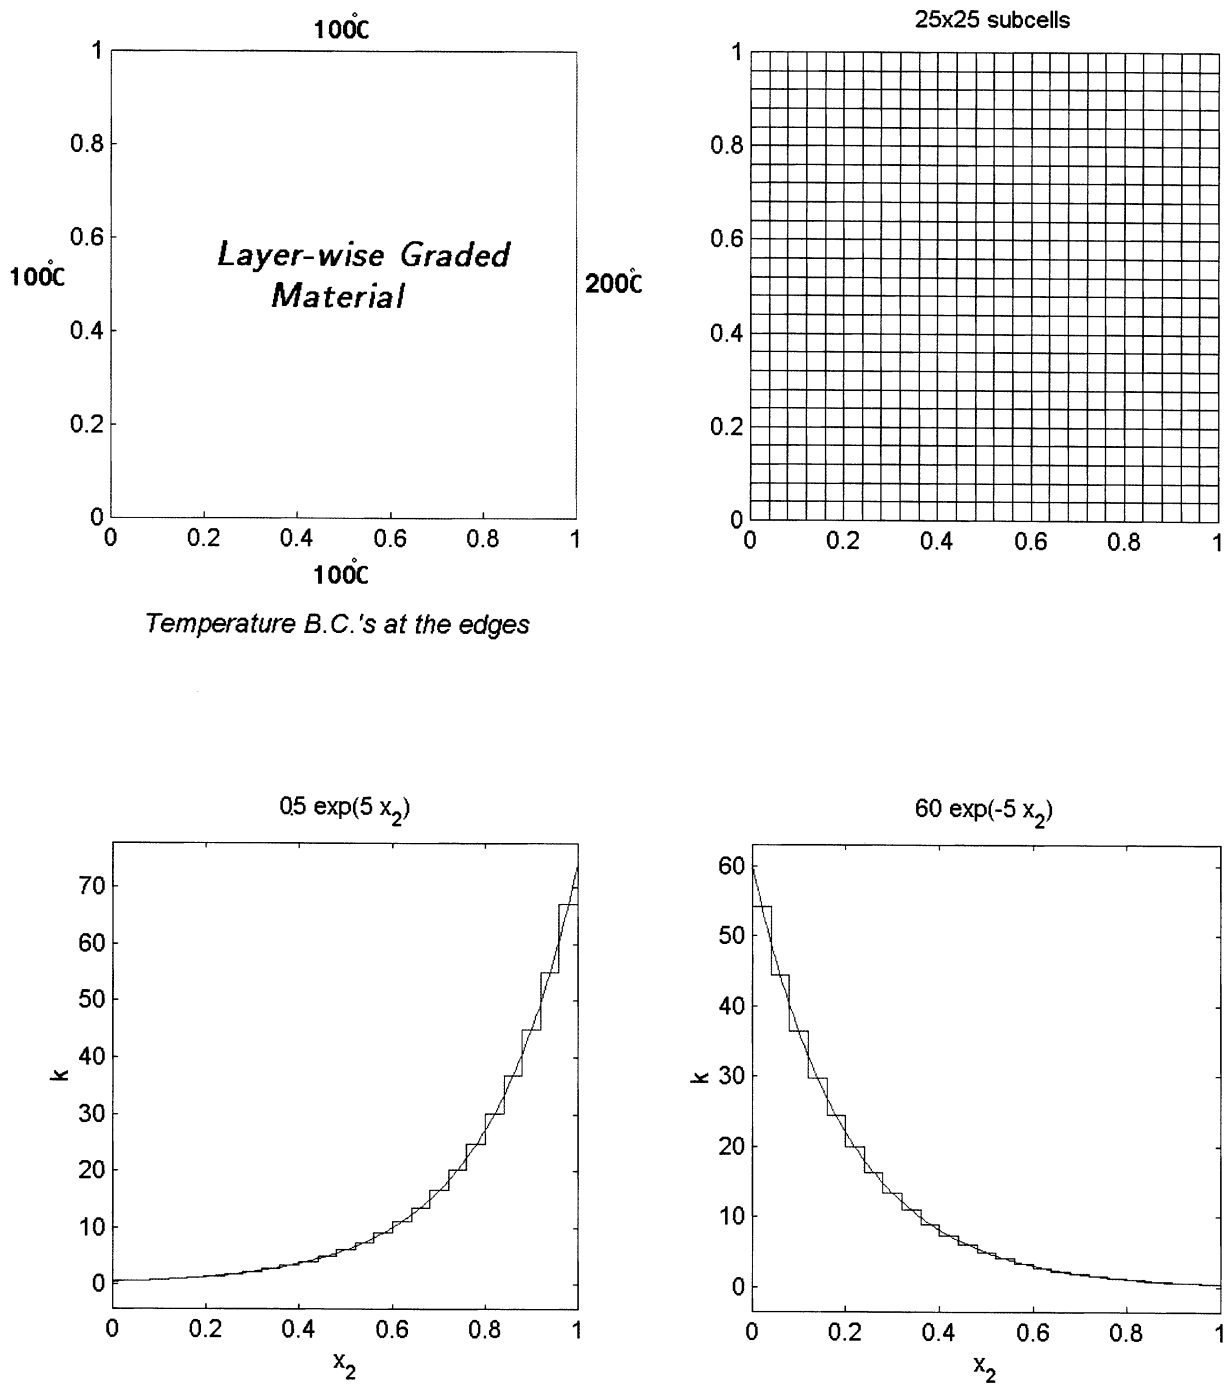 100°C
1
0.8
0.6
0.4
0.2
0
100°C
Layer-wise Graded
Material
200°C
0 0.2 0.4 0.6 0.8 1
100°C
Temperature B.C.'s at the edges
25x25 subcells
1
0.8
0.6
0.4
0.2
0
0 0.2 0.4 0.6 0.8 1
0.5 exp(5 x₂)
70
60
50
40
30
20
10
0
k
0 0.2 0.4 0.6 0.8 1
x₂
60 exp(-5 x₂)
60
50
40
30
20
10
0
k
0 0.2 0.4 0.6 0.8 1
x₂